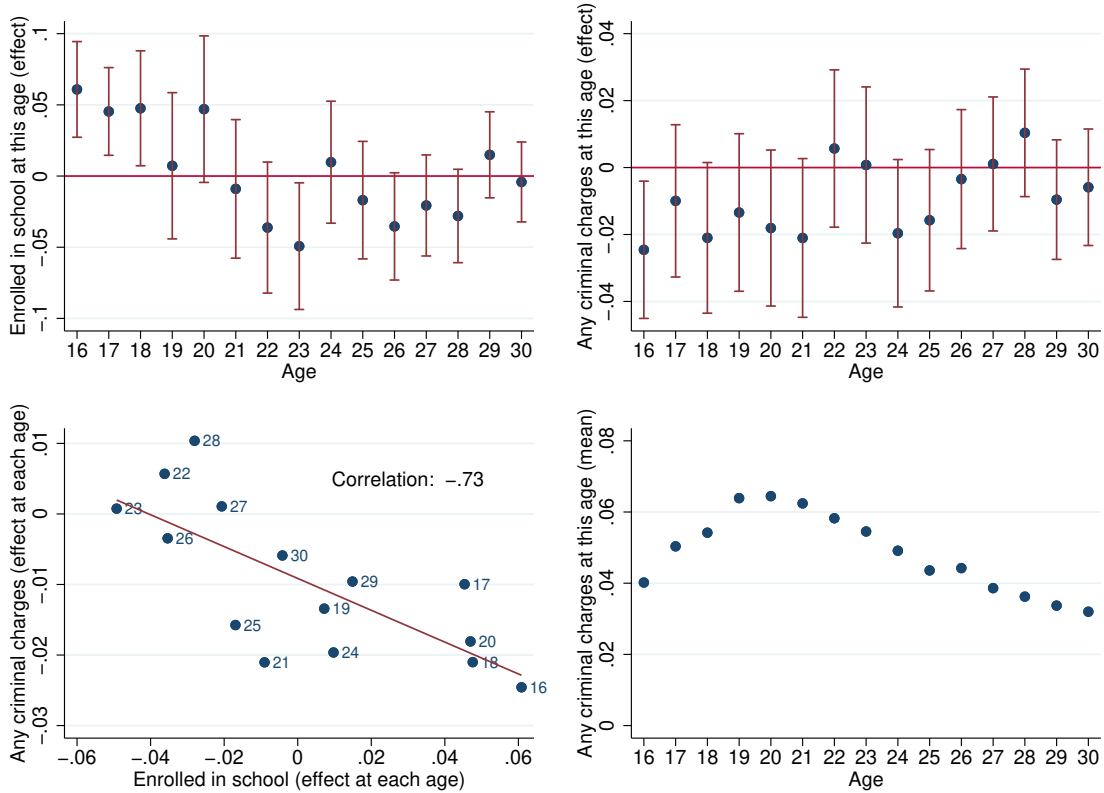 Enrolled in school at this age (effect)
.1
.05
0
−.05
−.1
16 17 18 19 20 21 22 23 24 25 26 27 28 29 30
Age
Any criminal charges at this age (effect)
.04
.02
0
−.02
−.04
16 17 18 19 20 21 22 23 24 25 26 27 28 29 30
Age
Any criminal charges (effect at each age)
.01
0
−.01
−.02
−.03
28
22
Correlation: −.73
27
23
26
30
29
17
19
25
20
24
21
18
16
−.06 −.04 −.02 0 .02 .04 .06
Enrolled in school (effect at each age)
Any criminal charges at this age (mean)
.08
.06
.04
.02
0
16 17 18 19 20 21 22 23 24 25 26 27 28 29 30
Age